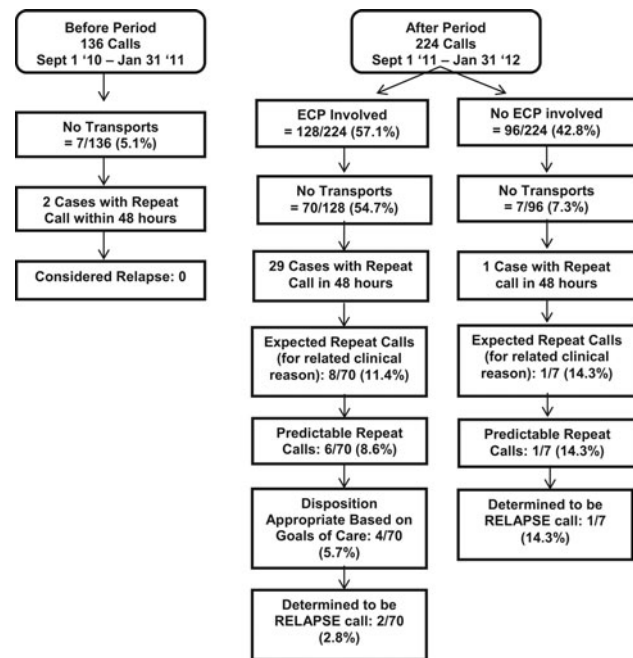 Before Period
136 Calls
Sept 1 ‘10 – Jan 31 ‘11
No Transports
= 7/136 (5.1%)
2 Cases with Repeat
Call within 48 hours
Considered Relapse: 0
After Period
224 Calls
Sept 1 ‘11 – Jan 31 ‘12
ECP Involved
= 128/224 (57.1%)
No Transports
= 70/128 (54.7%)
29 Cases with Repeat
Call in 48 hours
Expected Repeat Calls
(for related clinical
reason): 8/70 (11.4%)
Predictable Repeat
Calls: 6/70 (8.6%)
Disposition
Appropriate Based on
Goals of Care: 4/70
(5.7%)
Determined to be
RELAPSE call: 2/70
(2.8%)
No ECP involved
= 96/224 (42.8%)
No Transports
= 7/96 (7.3%)
1 Case with Repeat
call in 48 hours
Expected Repeat Calls
(for related clinical
reason): 1/7 (14.3%)
Predictable Repeat
Calls: 1/7 (14.3%)
Determined to be
RELAPSE call: 1/7
(14.3%)